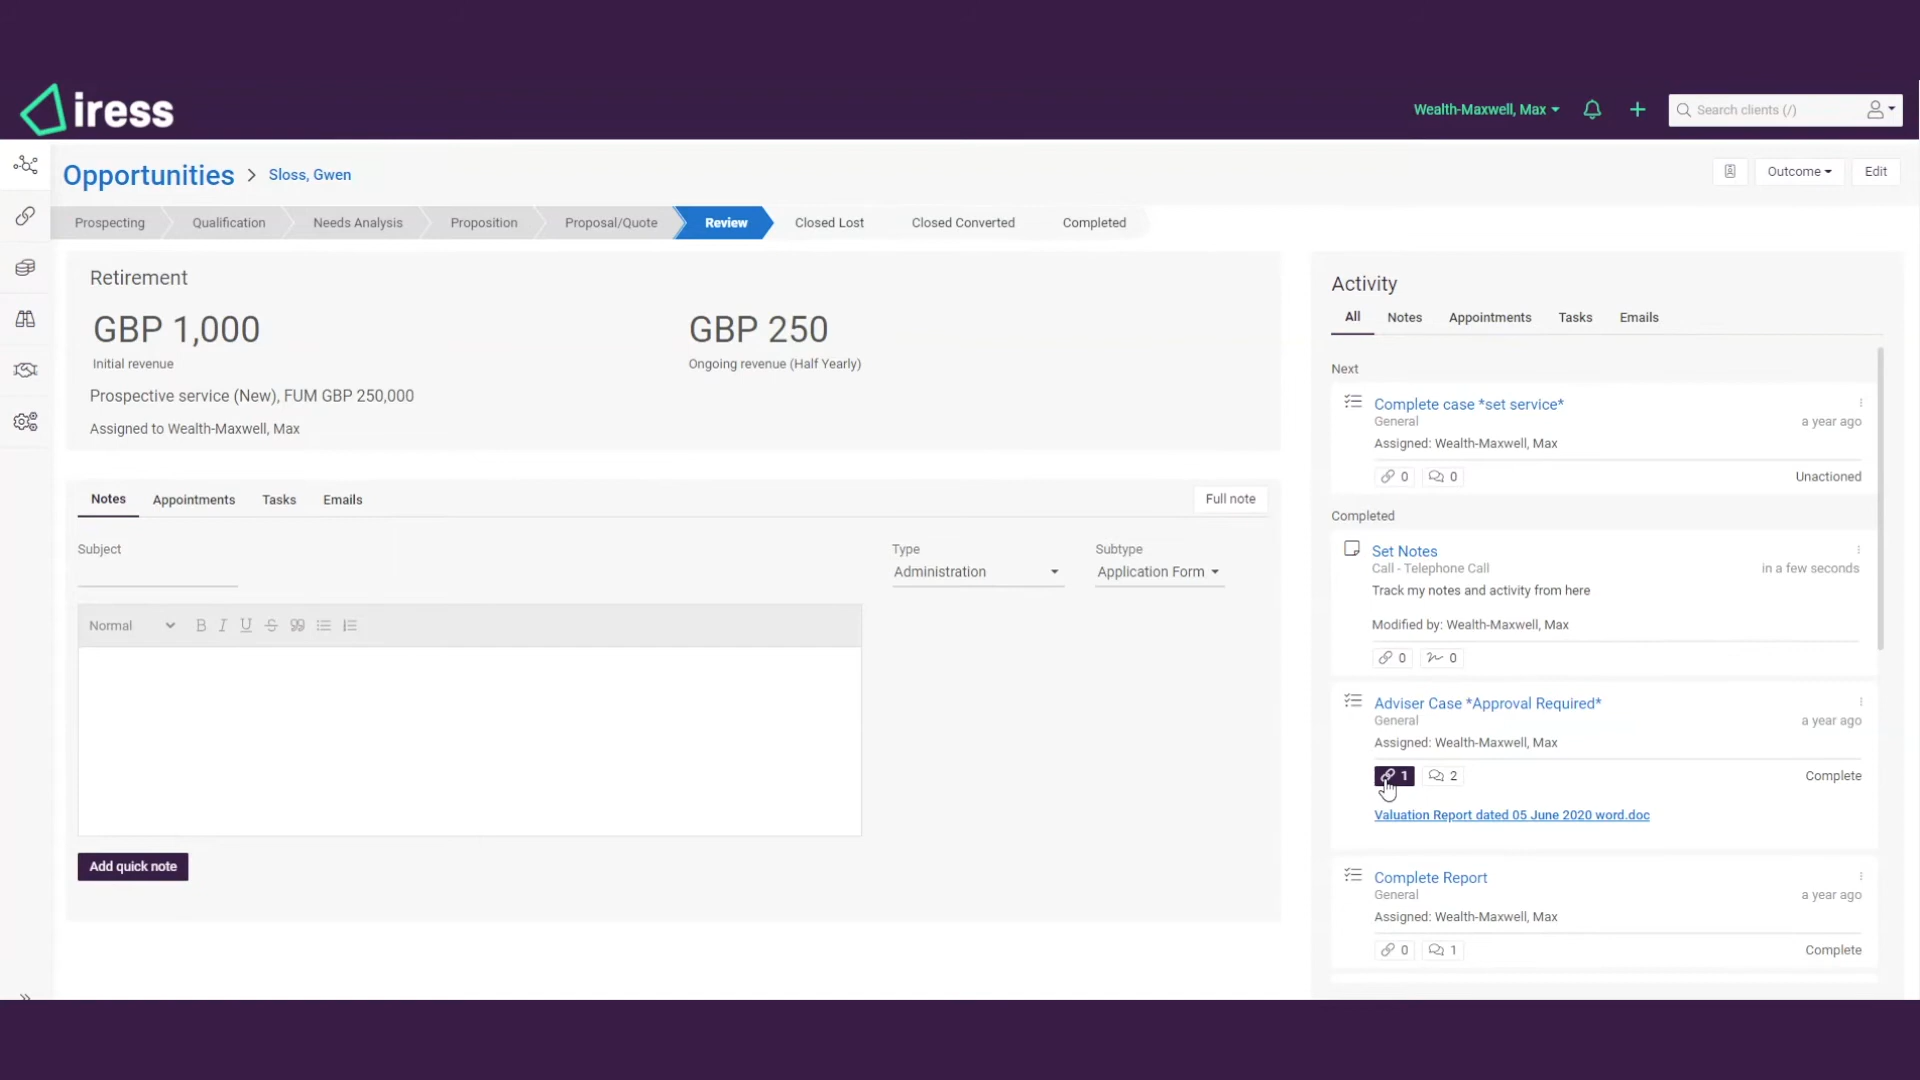 iress
Wealth-Maxwell, Max
Search clients (/)
Opportunities > Sloss, Gwen
Outcome
Edit
Prospecting
Qualification
Needs Analysis
Proposition
Proposal/Quote
Review
Closed Lost
Closed Converted
Completed
Retirement
GBP 1,000
Initial revenue
GBP 250
Ongoing revenue (Half Yearly)
Prospective service (New), FUM GBP 250,000
Assigned to Wealth-Maxwell, Max
Notes
Appointments
Tasks
Emails
Full note
Subject
Type
Administration
Subtype
Application Form
Normal
B I U S
Add quick note
Activity
All
Notes
Appointments
Tasks
Emails
Next
Complete case *set service*
General
a year ago
Assigned: Wealth-Maxwell, Max
0
0
Unactioned
Completed
Set Notes
Call - Telephone Call
in a few seconds
Track my notes and activity from here
Modified by: Wealth-Maxwell, Max
0
0
Adviser Case *Approval Required*
General
a year ago
Assigned: Wealth-Maxwell, Max
1
2
Complete
Valuation Report dated 05 June 2020 word.doc
Complete Report
General
a year ago
Assigned: Wealth-Maxwell, Max
0
1
Complete